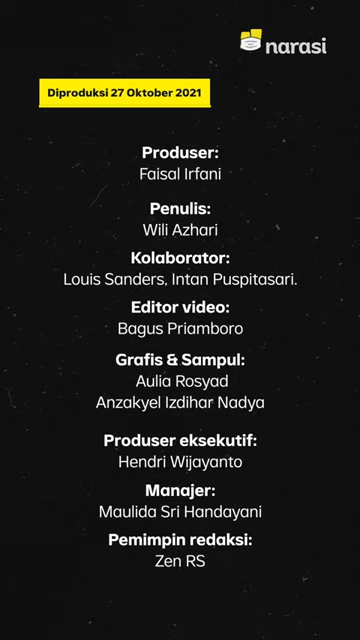 narasi
Diproduksi 27 Oktober 2021
Produser:
Faisal Irfani
Penulis:
Wili Azhari
Kolaborator:
Louis Sanders, Intan Puspitasari.
Editor video:
Bagus Priamboro
Grafis & Sampul:
Aulia Rosyad
Anzakyel Izdihar Nadya
Produser eksekutif:
Hendri Wijayanto
Manajer:
Maulida Sri Handayani
Pemimpin redaksi:
Zen RS